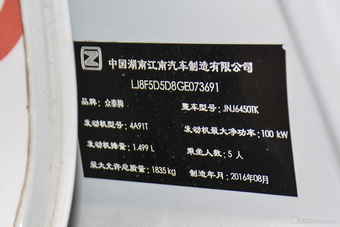 中国湖南江南汽车制造有限公司
LJ8F5D5D8GE073691
品牌：众泰牌 整车型号：JNJ6450TK
发动机型号：4A91T 发动机最大净功率：100 kW
发动机排量：1.499 L 乘坐人数：5 人
最大允许总质量：1835 kg 制造年月：2016年08月